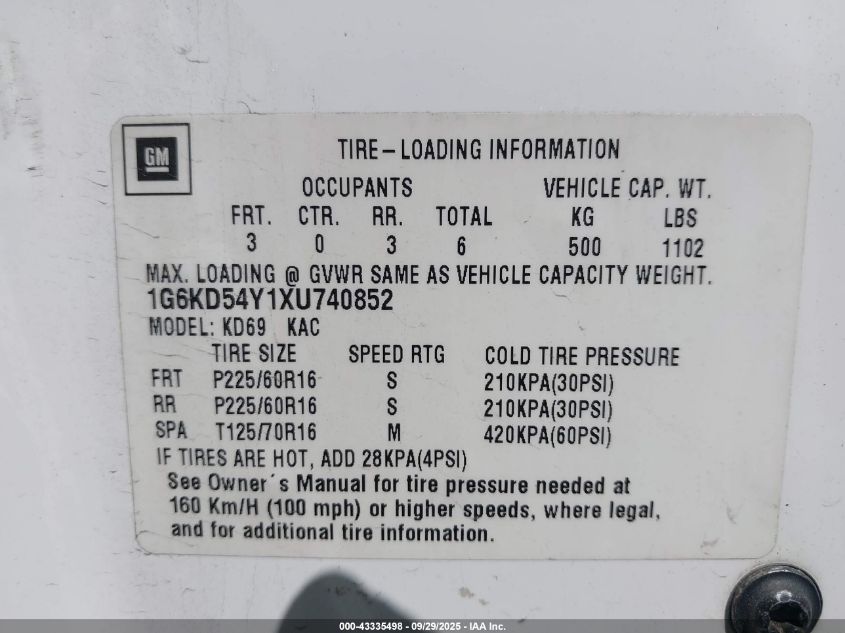 GM
TIRE-LOADING INFORMATION
OCCUPANTS VEHICLE CAP. WT.
FRT. CTR. RR. TOTAL KG LBS
3 0 3 6 500 1102
MAX. LOADING @ GVWR SAME AS VEHICLE CAPACITY WEIGHT.
1G6KD54Y1XU740852
MODEL: KD69 KAC
TIRE SIZE SPEED RTG COLD TIRE PRESSURE
FRT P225/60R16 S 210KPA(30PSI)
RR P225/60R16 S 210KPA(30PSI)
SPA T125/70R16 M 420KPA(60PSI)
IF TIRES ARE HOT, ADD 28KPA(4PSI)
See Owner´s Manual for tire pressure needed at
160 Km/H (100 mph) or higher speeds, where legal,
and for additional tire information.
000-43335498 - 09/29/2025 - IAA Inc.